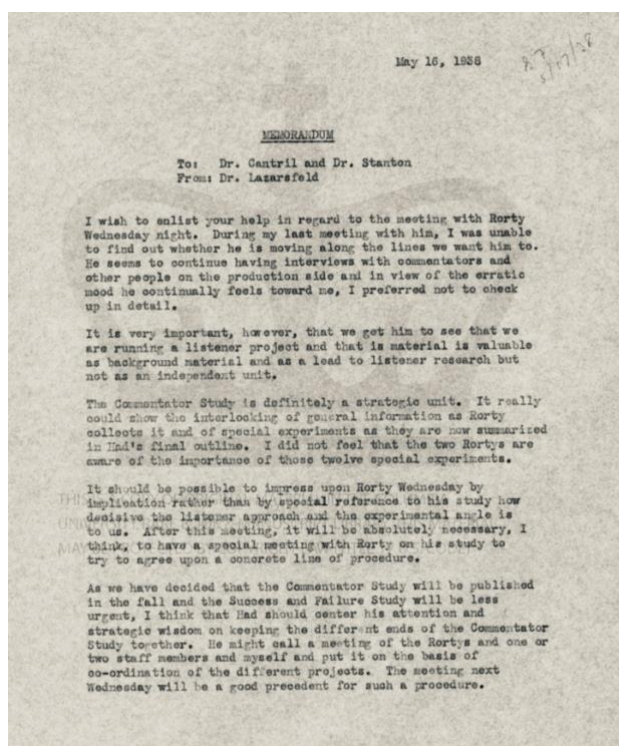 May 16, 1938
MEMORANDUM
To: Dr. Cantril and Dr. Stanton
From: Dr. Lazarsfeld
I wish to enlist your help in regard to the meeting with Rorty
Wednesday night. During my last meeting with him, I was unable
to find out whether he is moving along the lines we want him to.
He seems to continue having interviews with commentators and
other people on the production side and in view of the erratic
mood he continually feels toward me, I preferred not to check
up in detail.
It is very important, however, that we get him to see that we
are running a listener project and that is material is valuable
as background material and as a lead to listener research but
not as an independent unit.
The Commentator Study is definitely a strategic unit. It really
could show the interlocking of general information as Rorty
collects it and of special experiments as they are now summarized
in Had's final outline. I did not feel that the two Rortys are
aware of the importance of those twelve special experiments.
It should be possible to impress upon Rorty Wednesday by
implication rather than by special reference to his study how
decisive the listener approach and the experimental angle is
to us. After this meeting, it will be absolutely necessary, I
think, to have a special meeting with Rorty on his study to
try to agree upon a concrete line of procedure.
As we have decided that the Commentator Study will be published
in the fall and the Success and Failure Study will be less
urgent, I think that Had should center his attention and
strategic wisdom on keeping the different ends of the Commentator
Study together. He might call a meeting of the Rortys and one or
two staff members and myself and put it on the basis of
co-ordination of the different projects. The meeting next
Wednesday will be a good precedent for such a procedure.